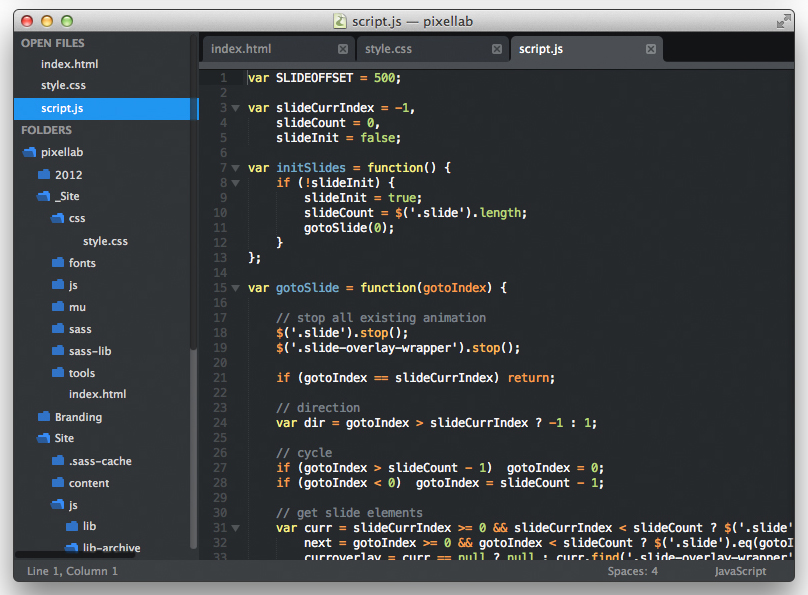 script.js — pixellab
OPEN FILES
index.html
style.css
script.js
FOLDERS
pixellab
2012
_Site
css
style.css
fonts
js
mu
sass
sass-lib
tools
index.html
Branding
Site
.sass-cache
content
js
lib
lib-archive
index.html
style.css
script.js
1 var SLIDEOFFSET = 500;
2
3 var slideCurrIndex = -1,
4 slideCount = 0,
5 slideInit = false;
6
7 var initSlides = function() {
8 if (!slideInit) {
9 slideInit = true;
10 slideCount = $('.slide').length;
11 gotoSlide(0);
12 }
13 };
14
15 var gotoSlide = function(gotoIndex) {
16
17 // stop all existing animation
18 $('.slide').stop();
19 $('.slide-overlay-wrapper').stop();
20
21 if (gotoIndex == slideCurrIndex) return;
22
23 // direction
24 var dir = gotoIndex > slideCurrIndex ? -1 : 1;
25
26 // cycle
27 if (gotoIndex > slideCount - 1)  gotoIndex = 0;
28 if (gotoIndex < 0)  gotoIndex = slideCount - 1;
29
30 // get slide elements
31 var curr = slideCurrIndex >= 0 && slideCurrIndex < slideCount ? $('.slide'
32 next = gotoIndex >= 0 && gotoIndex < slideCount ? $('.slide').eq(gotoI
33 curroverlay = curr == null ? null : curr.find('.slide-overlay-wrapper'
Line 1, Column 1
Spaces: 4
JavaScript